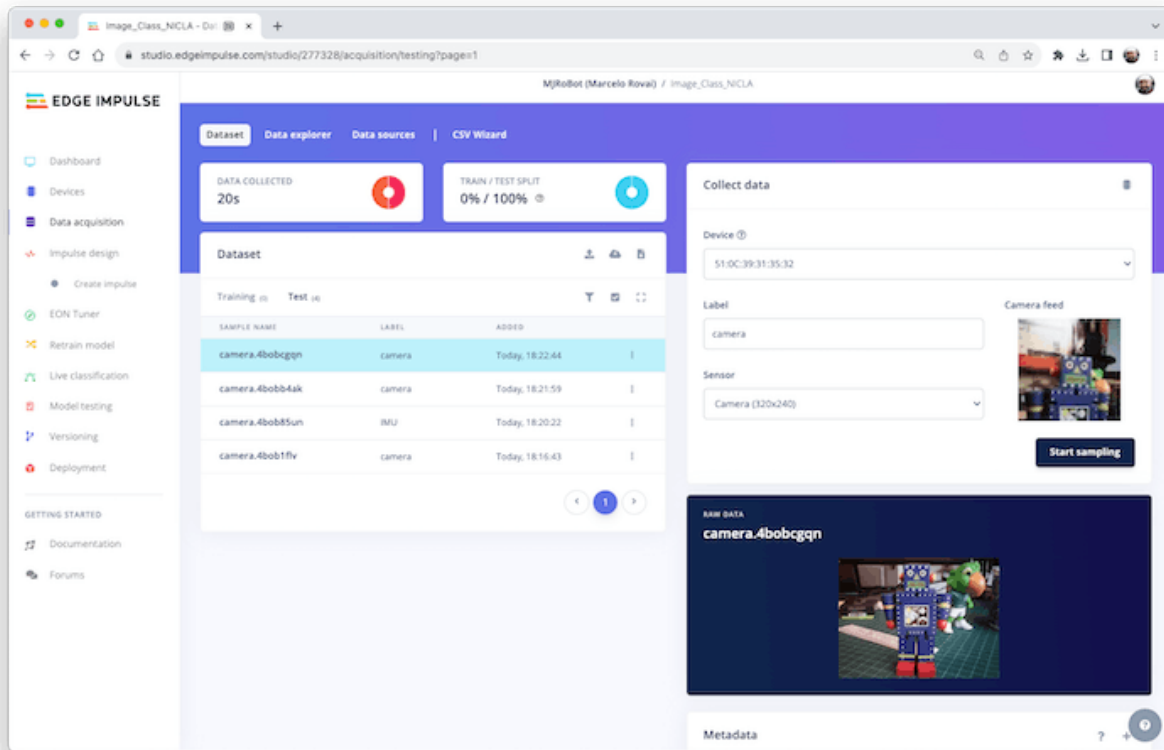 Image_Class_NICLA - Dat
studio.edgeimpulse.com/studio/277328/acquisition/testing?page=1
EDGE IMPULSE
MJRoBot (Marcelo Rovai) / Image_Class_NICLA
Dashboard
Devices
Data acquisition
Impulse design
Create impulse
EON Tuner
Retrain model
Live classification
Model testing
Versioning
Deployment
GETTING STARTED
Documentation
Forums
Dataset Data explorer Data sources | CSV Wizard
DATA COLLECTED
20s
TRAIN / TEST SPLIT
0% / 100%
Dataset
Training (0) Test (4)
SAMPLE NAME LABEL ADDED
camera.4bobcgqn camera Today, 18:22:44
camera.4bobb4ak camera Today, 18:21:59
camera.4bob85un IMU Today, 18:20:22
camera.4bob1flv camera Today, 18:16:43
1
Collect data
Device
51:0C:39:31:35:32
Label
camera
Camera feed
Sensor
Camera (320x240)
Start sampling
RAW DATA
camera.4bobcgqn
Metadata